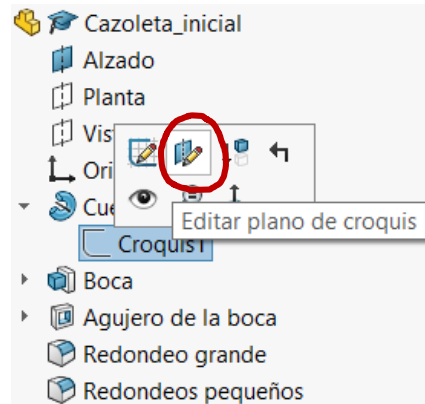 Cazoleta_inicial
Alzado
Planta
Vis
Ori
Cue
Editar plano de croquis
Croquis1
Boca
Agujero de la boca
Redondeo grande
Redondeos pequeños